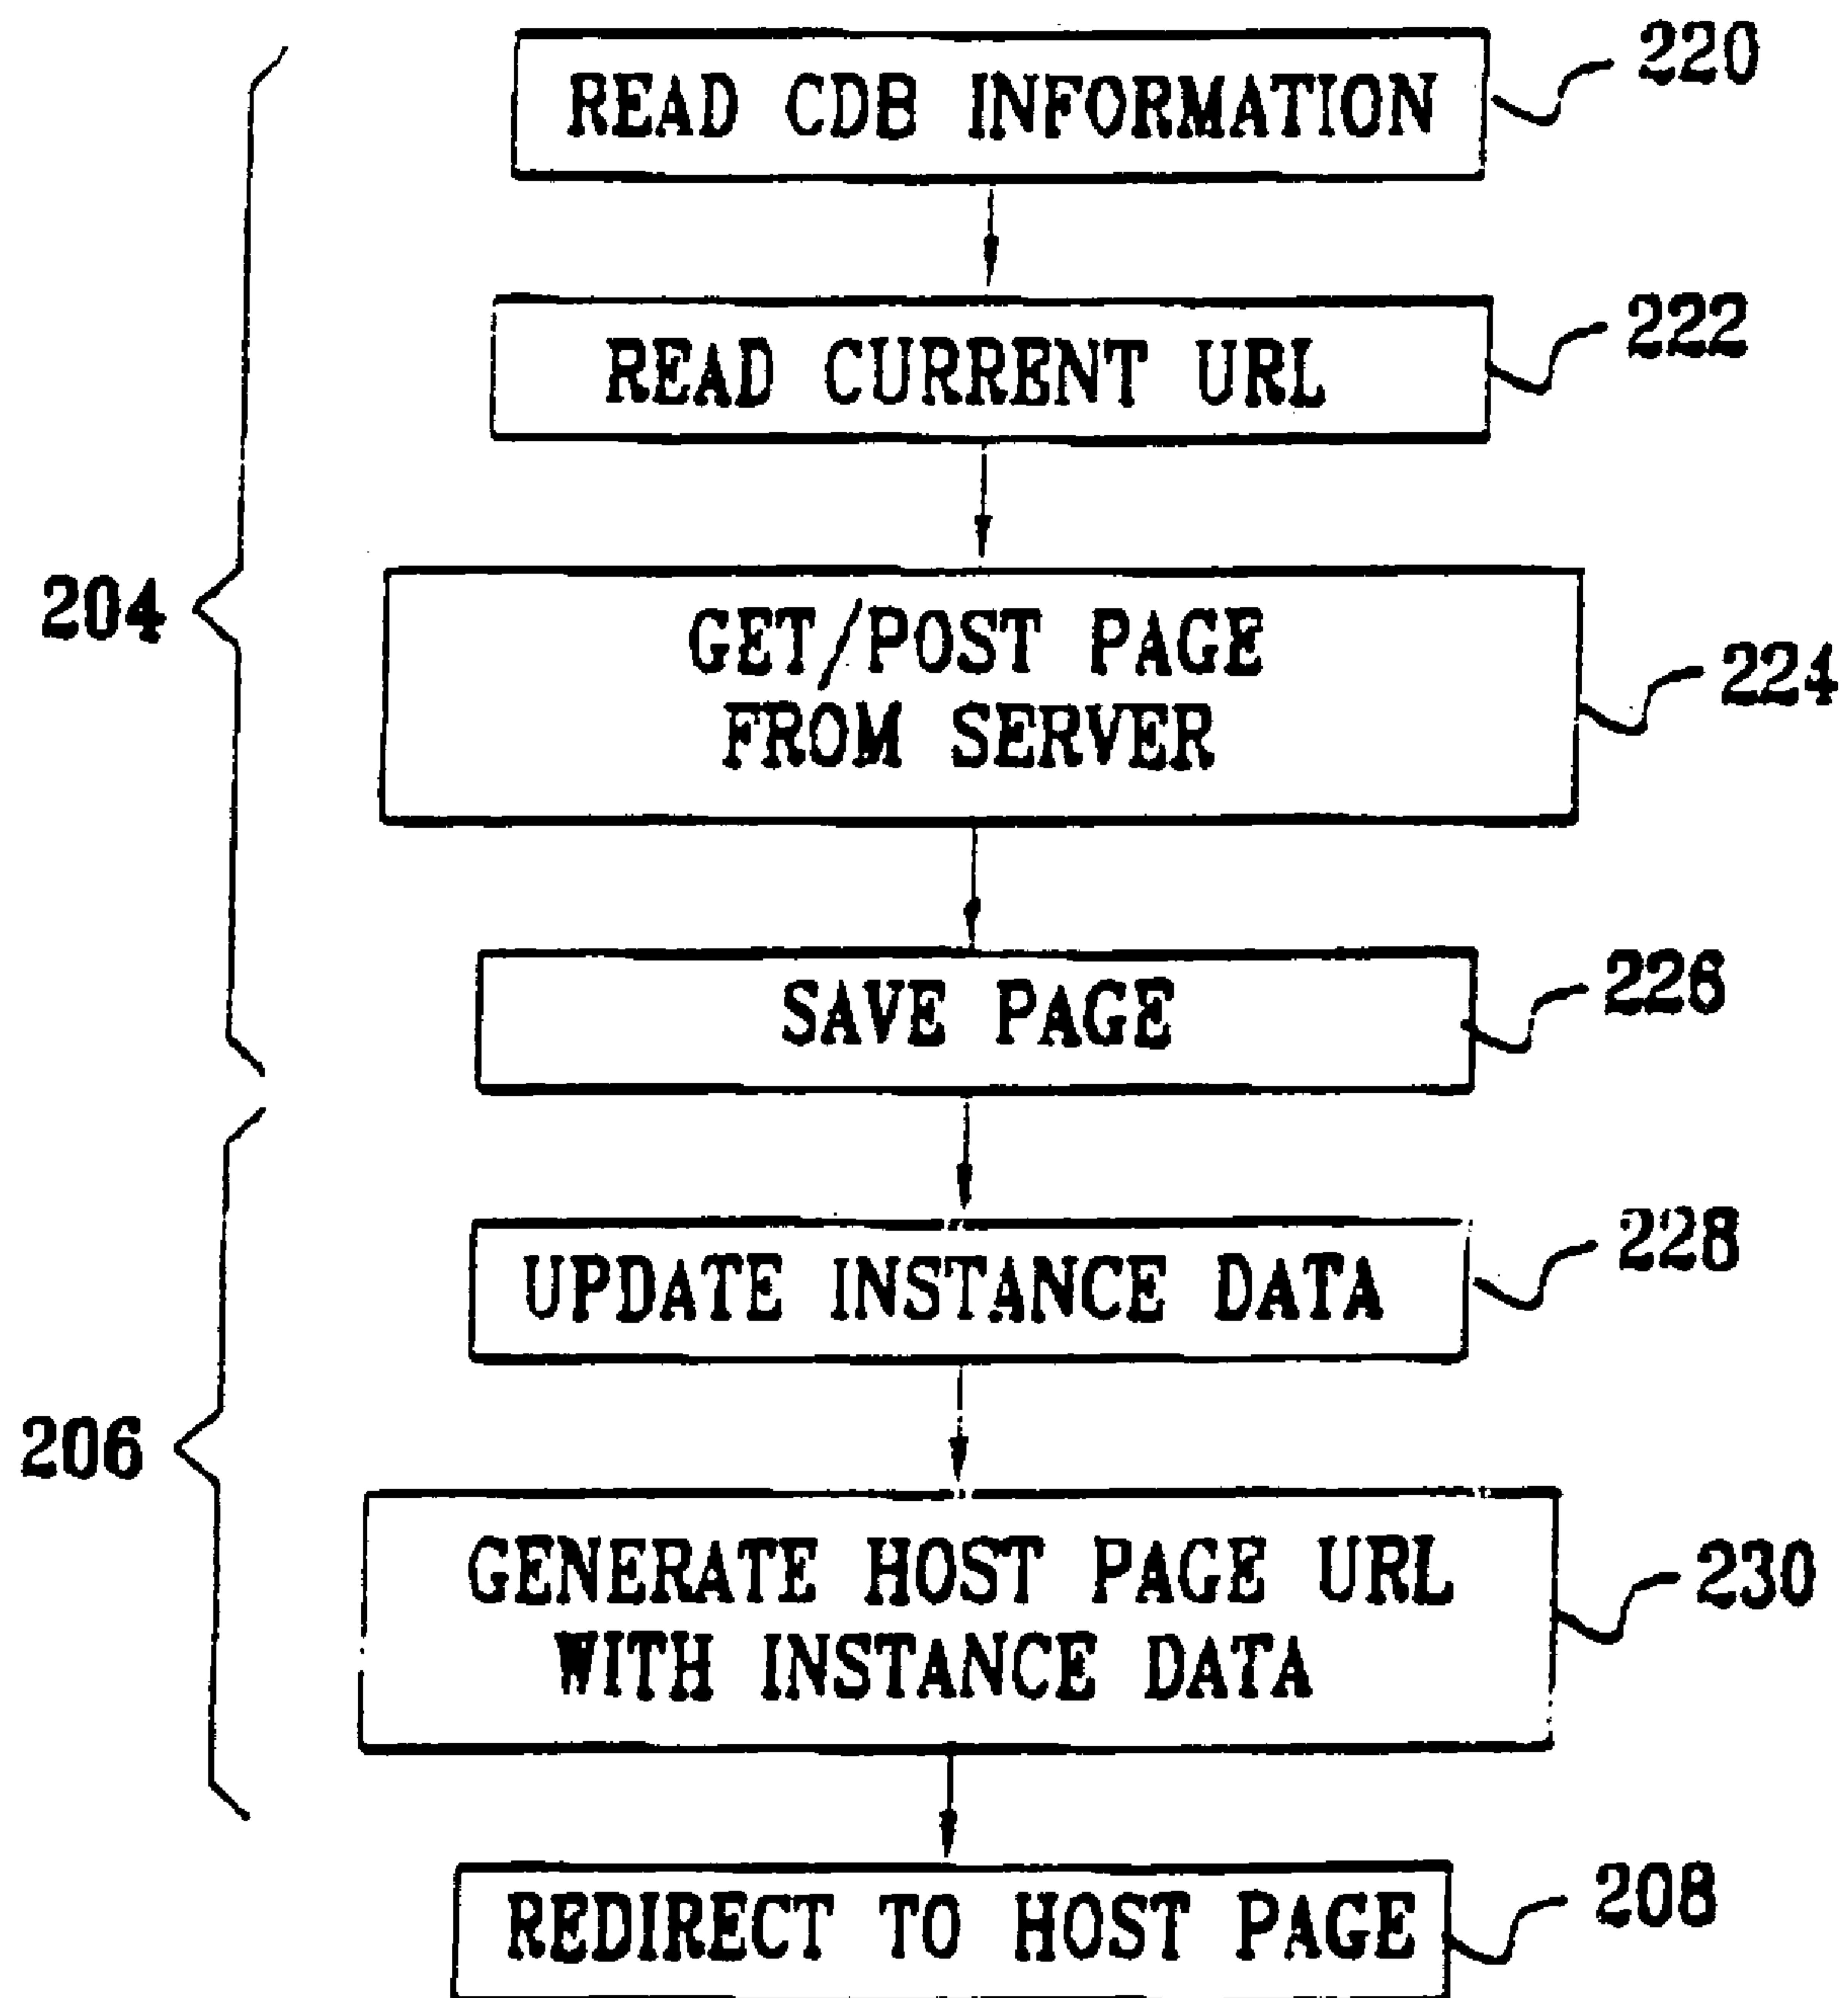 READ CDB INFORMATION
220
READ CURRENT URL
222
204
GET/POST PAGE
FROM SERVER
224
SAVE PAGE
226
UPDATE INSTANCE DATA
228
206
GENERATE HOST PAGE URL
WITH INSTANCE DATA
230
REDIRECT TO HOST PAGE
208